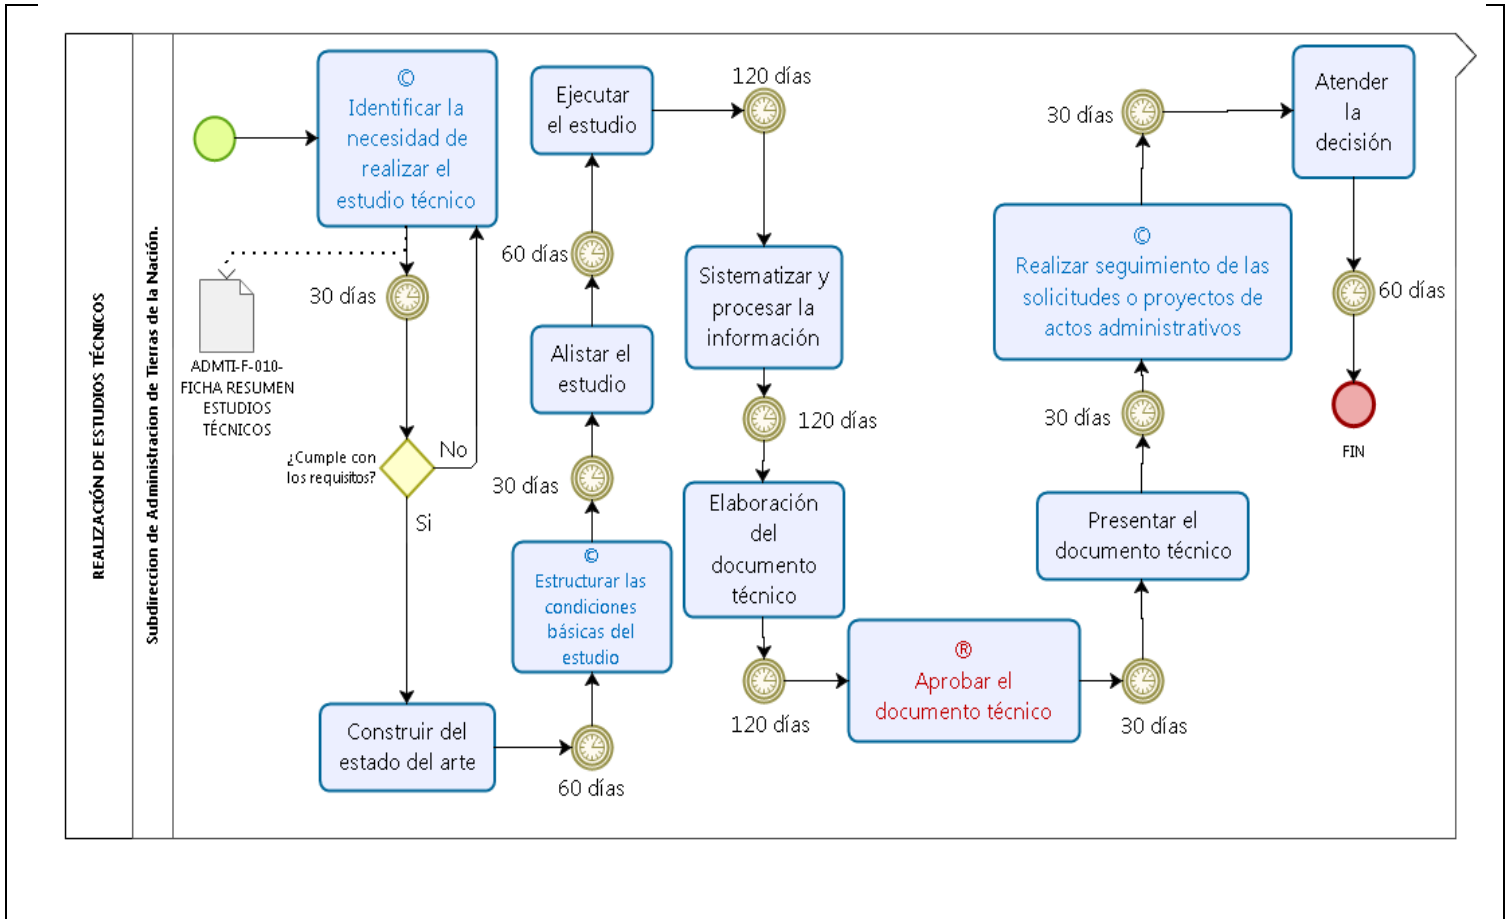 REALIZACIÓN DE ESTUDIOS TÉCNICOS
Subdireccion de Administracion de Tierras de la Nación.
©
Identificar la
necesidad de
realizar el
estudio técnico
30 días
ADMTI-F-010-
FICHA RESUMEN
ESTUDIOS
TÉCNICOS
¿Cumple con
los requisitos?
No
Si
Construir del
estado del arte
60 días
©
Estructurar las
condiciones
básicas del
estudio
30 días
Alistar el
estudio
60 días
Ejecutar
el estudio
120 días
Sistematizar y
procesar la
información
120 días
Elaboración
del
documento
técnico
120 días
®
Aprobar el
documento técnico
30 días
Presentar el
documento técnico
30 días
©
Realizar seguimiento de las
solicitudes o proyectos de
actos administrativos
30 días
Atender
la
decisión
60 días
FIN